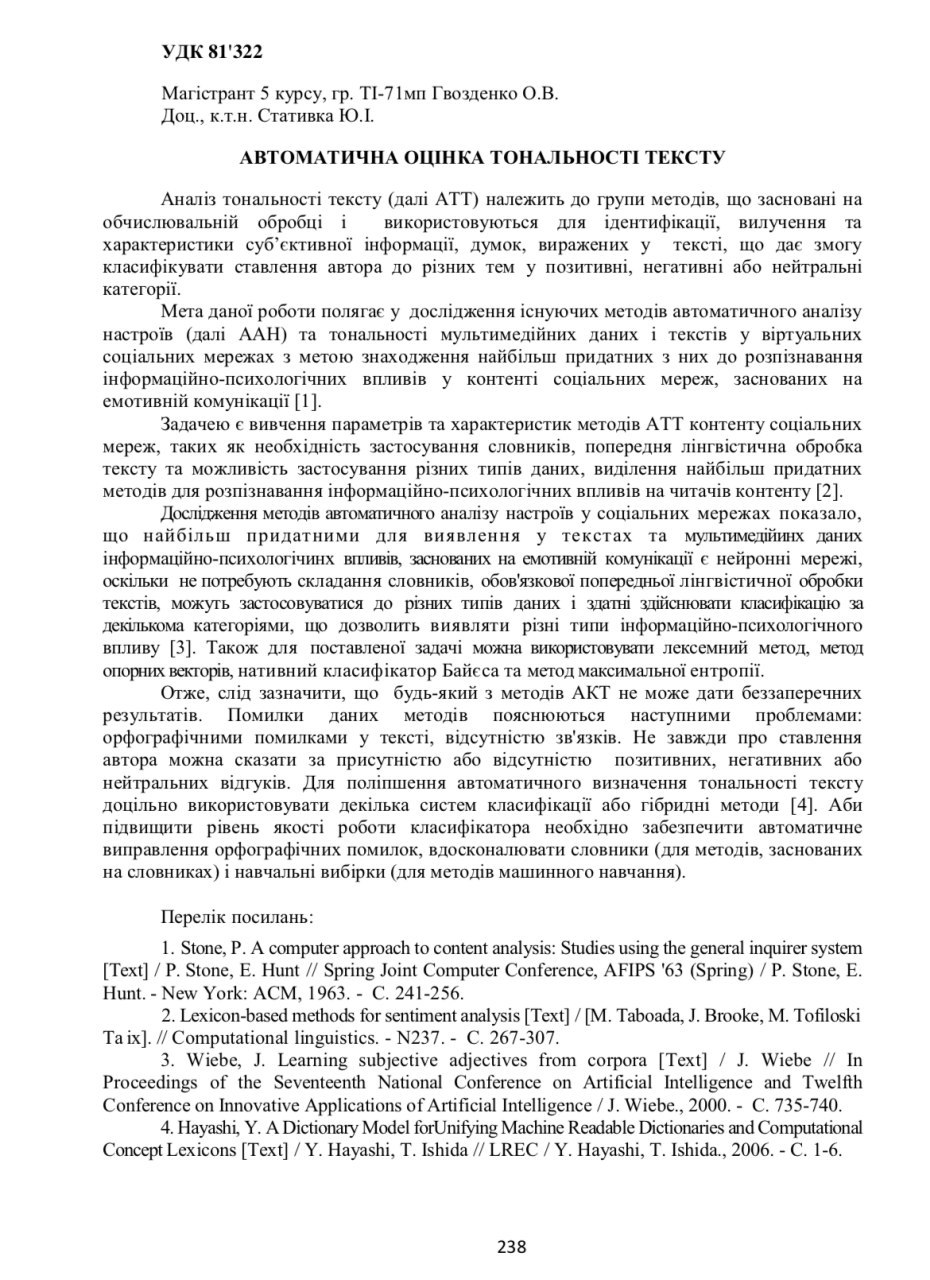 УДК 81'322
Магістрант 5 курсу, гр. ТІ-71мп Гвозденко О.В.
Доц., к.т.н. Стативка Ю.І.
АВТОМАТИЧНА ОЦІНКА ТОНАЛЬНОСТІ ТЕКСТУ
Аналіз тональності тексту (далі АТТ) належить до групи методів, що засновані на
обчислювальній обробці і використовуються для ідентифікації, вилучення та
характеристики суб’єктивної інформації, думок, виражених у тексті, що дає змогу
класифікувати ставлення автора до різних тем у позитивні, негативні або нейтральні
категорії.
Мета даної роботи полягає у дослідження існуючих методів автоматичного аналізу
настроїв (далі ААН) та тональності мультимедійних даних і текстів у віртуальних
соціальних мережах з метою знаходження найбільш придатних з них до розпізнавання
інформаційно-психологічних впливів у контенті соціальних мереж, заснованих на
емотивній комунікації [1].
Задачею є вивчення параметрів та характеристик методів АТТ контенту соціальних
мереж, таких як необхідність застосування словників, попередня лінгвістична обробка
тексту та можливість застосування різних типів даних, виділення найбільш придатних
методів для розпізнавання інформаційно-психологічних впливів на читачів контенту [2].
Дослідження методів автоматичного аналізу настроїв у соціальних мережах показало,
що найбільш придатними для виявлення у текстах та мультимедійинх даних
інформаційно-психологічинх впливів, заснованих на емотивній комунікації є нейронні мережі,
оскільки не потребують складання словників, обов'язкової попередньої лінгвістичної обробки
текстів, можуть застосовуватися до різних типів даних і здатні здійснювати класифікацію за
декількома категоріями, що дозволить виявляти різні типи інформаційно-психологічного
впливу [3]. Також для поставленої задачі можна використовувати лексемний метод, метод
опорних векторів, нативний класифікатор Байєса та метод максимальної ентропії.
Отже, слід зазначити, що будь-який з методів АКТ не може дати беззаперечних
результатів. Помилки даних методів пояснюються наступними проблемами:
орфографічними помилками у тексті, відсутністю зв'язків. Не завжди про ставлення
автора можна сказати за присутністю або відсутністю позитивних, негативних або
нейтральних відгуків. Для поліпшення автоматичного визначення тональності тексту
доцільно використовувати декілька систем класифікації або гібридні методи [4]. Аби
підвищити рівень якості роботи класифікатора необхідно забезпечити автоматичне
виправлення орфографічних помилок, вдосконалювати словники (для методів, заснованих
на словниках) і навчальні вибірки (для методів машинного навчання).
Перелік посилань:
1. Stone, P. A computer approach to content analysis: Studies using the general inquirer system
[Text] / P. Stone, E. Hunt // Spring Joint Computer Conference, AFIPS '63 (Spring) / P. Stone, E.
Hunt. - New York: ACM, 1963. - С. 241-256.
2. Lexicon-based methods for sentiment analysis [Text] / [M. Taboada, J. Brooke, M. Tofiloski
Ta ix]. // Computational linguistics. - N237. - С. 267-307.
3. Wiebe, J. Learning subjective adjectives from corpora [Text] / J. Wiebe // In
Proceedings of the Seventeenth National Conference on Artificial Intelligence and Twelfth
Conference on Innovative Applications of Artificial Intelligence / J. Wiebe., 2000. - С. 735-740.
4. Hayashi, Y. A Dictionary Model forUnifying Machine Readable Dictionaries and Computational
Concept Lexicons [Text] / Y. Hayashi, T. Ishida // LREC / Y. Hayashi, T. Ishida., 2006. - С. 1-6.
238